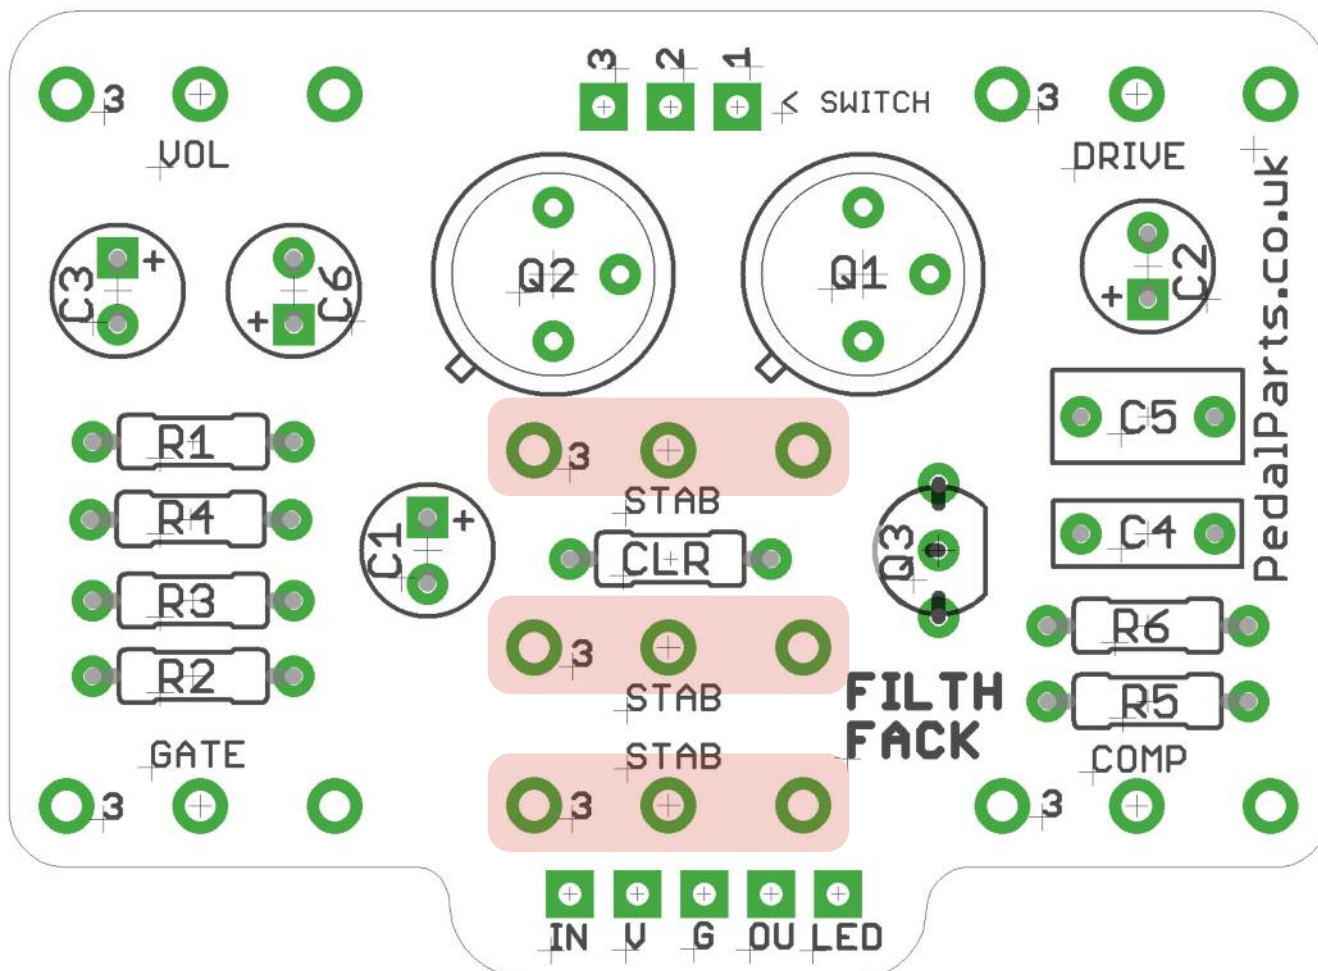 3 2 1
< SWITCH
3
VOL
3
DRIVE
PedalParts.co.uk
C3 +
+ C6
Q2
Q1
+ C2
R1
R4
R3
R2
C1 +
3
STAB
CLR
3
STAB
STAB
3
Q3
C5
C4
R6
R5
FILTH
FACK
GATE
3
COMP
3
IN V G OU LED